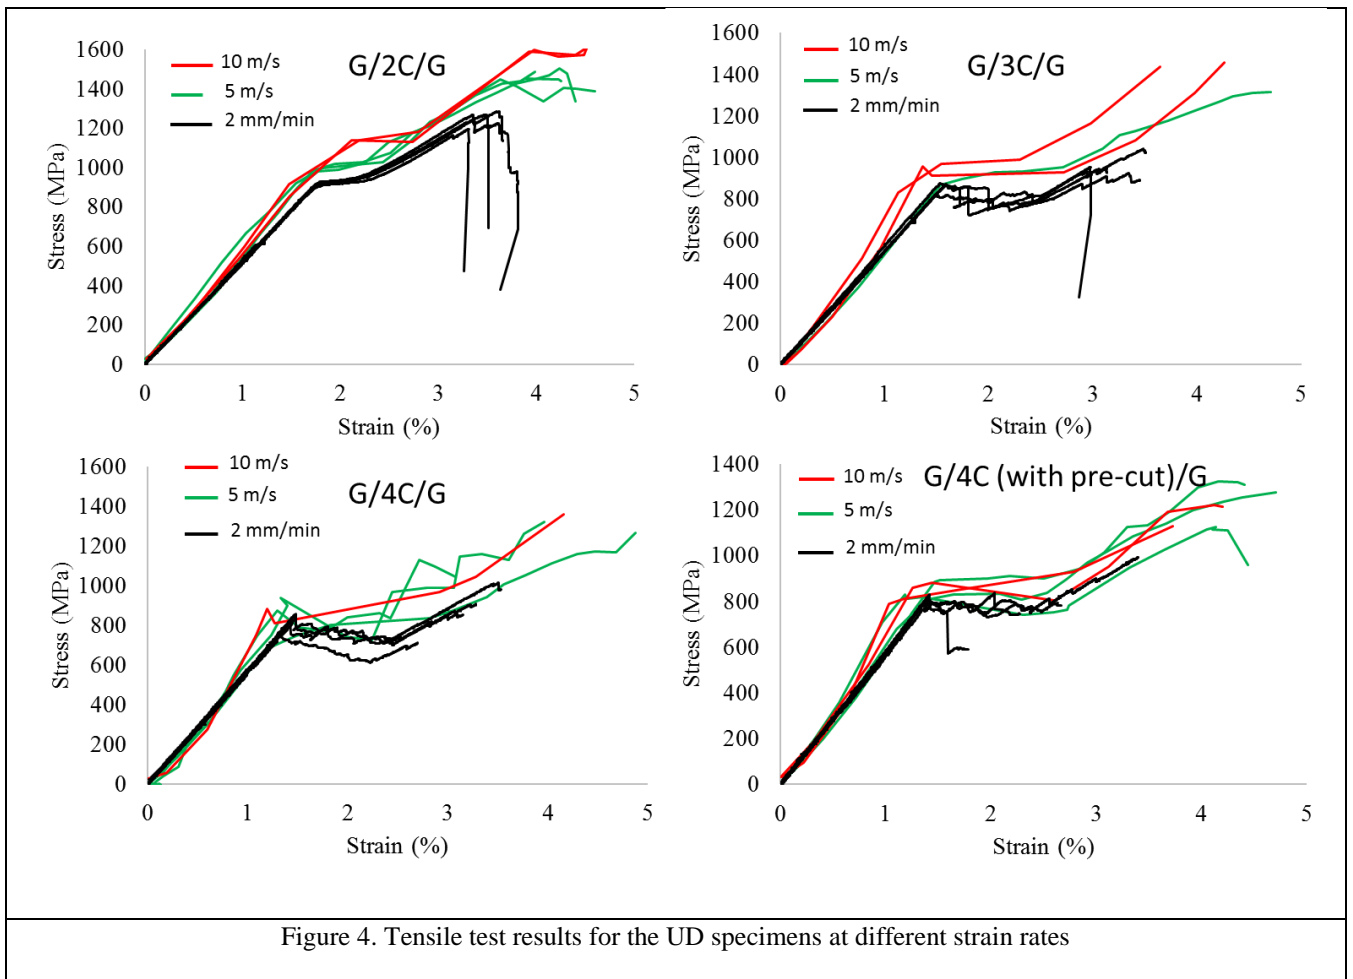 1600
1400
1200
1000
800
600
400
200
0
Stress (MPa)
10 m/s
5 m/s
2 mm/min
G/2C/G
0 1 2 3 4 5
Strain (%)
1600
1400
1200
1000
800
600
400
200
0
Stress (MPa)
10 m/s
5 m/s
2 mm/min
G/3C/G
0 1 2 3 4 5
Strain (%)
1600
1400
1200
1000
800
600
400
200
0
Stress (MPa)
10 m/s
5 m/s
2 mm/min
G/4C/G
0 1 2 3 4 5
Strain (%)
1400
1200
1000
800
600
400
200
0
Stress (MPa)
10 m/s
5 m/s
2 mm/min
G/4C (with pre-cut)/G
0 1 2 3 4 5
Strain (%)
Figure 4. Tensile test results for the UD specimens at different strain rates